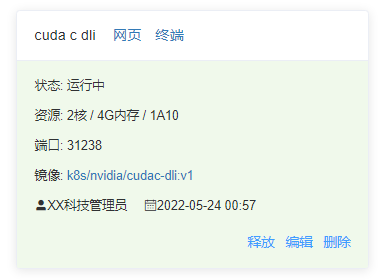 cuda c dli 网页 终端
状态: 运行中
资源: 2核 / 4G内存 / 1A10
端口: 31238
镜像: k8s/nvidia/cudac-dli:v1
XX科技管理员 2022-05-24 00:57
释放 编辑 删除